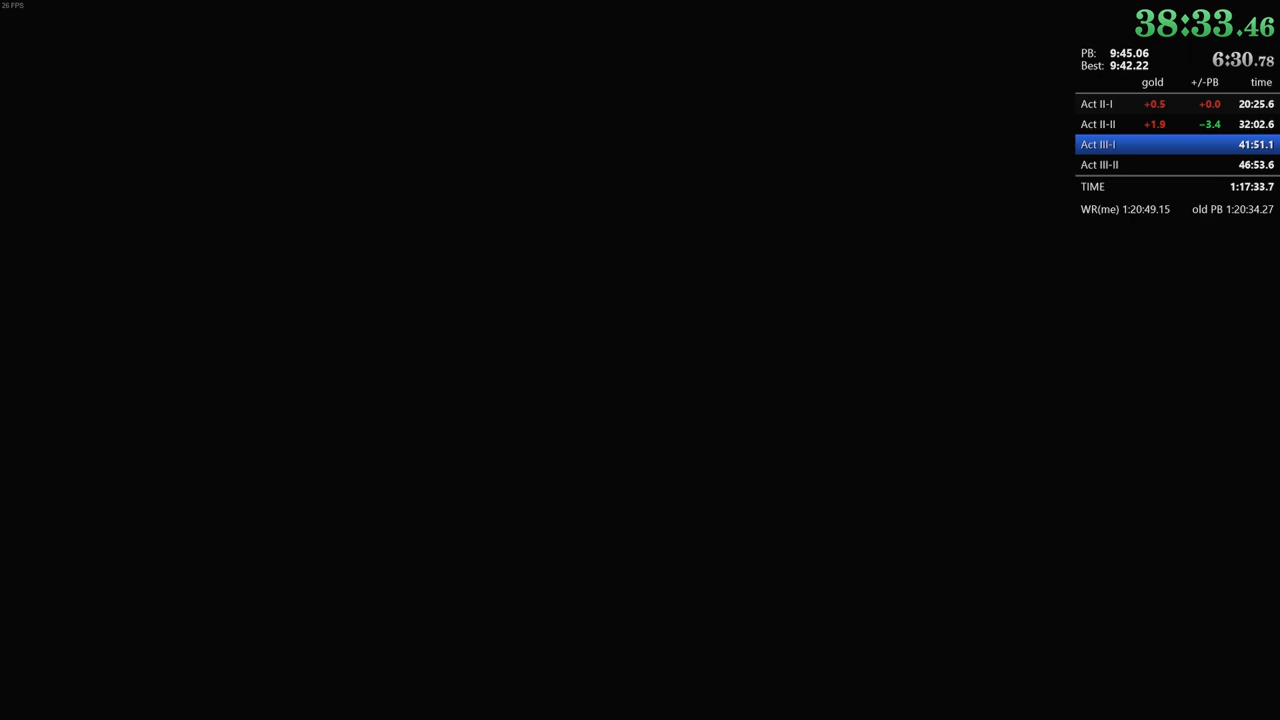 26 FPS
38:33.46
PB: 9:45.06
6:30.78
Best: 9:42.22
gold +/-PB time
Act II-I +0.5 +0.0 20:25.6
Act II-II +1.9 −3.4 32:02.6
Act III-I 41:51.1
Act III-II 46:53.6
TIME 1:17:33.7
WR(me) 1:20:49.15 old PB 1:20:34.27